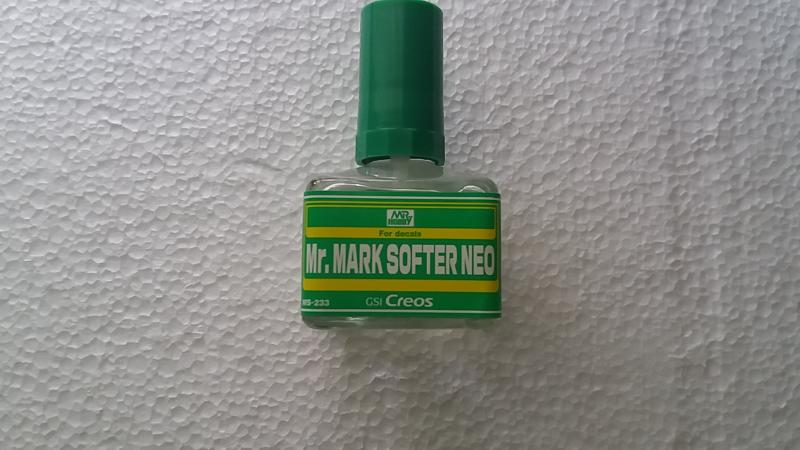 MR HOBBY
For decals
Mr. MARK SOFTER NEO
MS-233
GSI Creos